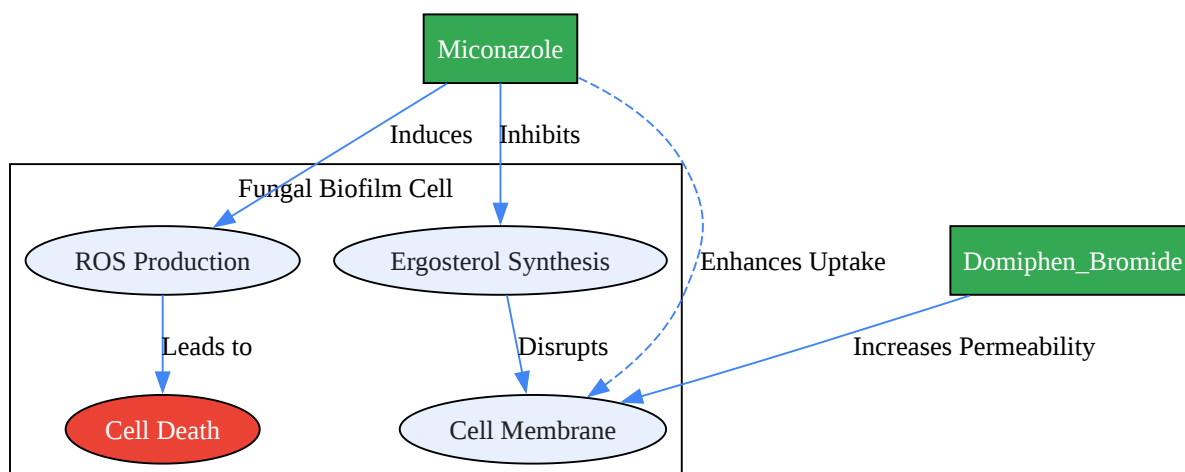 Miconazole
Induces
Inhibits
Fungal Biofilm Cell
ROS Production
Ergosterol Synthesis
Enhances Uptake
Domiphen_Bromide
Leads to
Disrupts
Increases Permeability
Cell Death
Cell Membrane